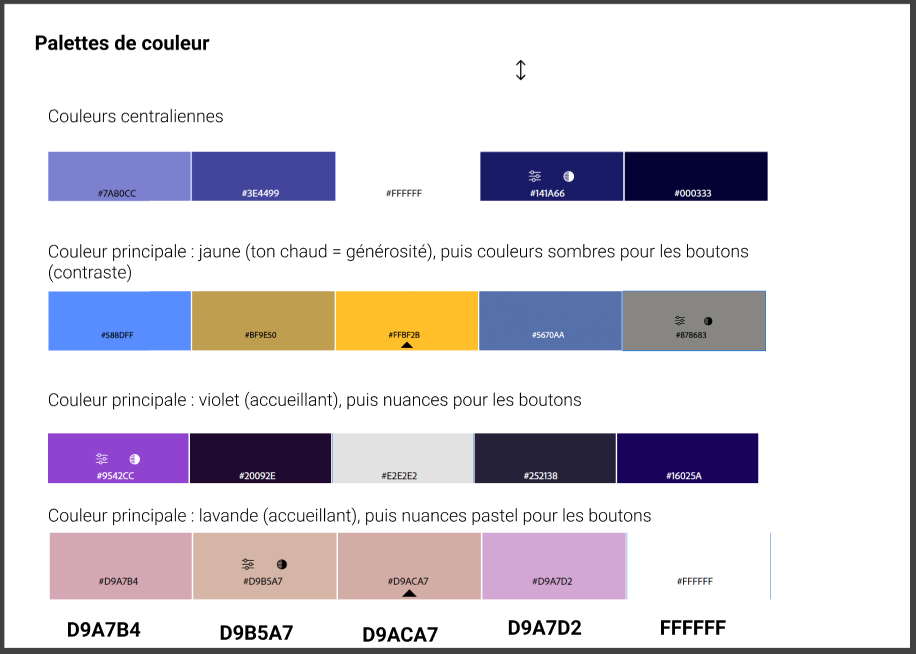 Palettes de couleur
Couleurs centraliennes
#7A80CC #3E4499 #FFFFFF #141A66 #000333
Couleur principale : jaune (ton chaud = générosité), puis couleurs sombres pour les boutons
(contraste)
#588DFF #BF9E50 #FFBF2B #5670AA #878683
Couleur principale : violet (accueillant), puis nuances pour les boutons
#9542CC #20092E #E2E2E2 #252138 #16025A
Couleur principale : lavande (accueillant), puis nuances pastel pour les boutons
#D9A7B4 #D9B5A7 #D9ACA7 #D9A7D2 #FFFFFF
D9A7B4 D9B5A7 D9ACA7 D9A7D2 FFFFFF